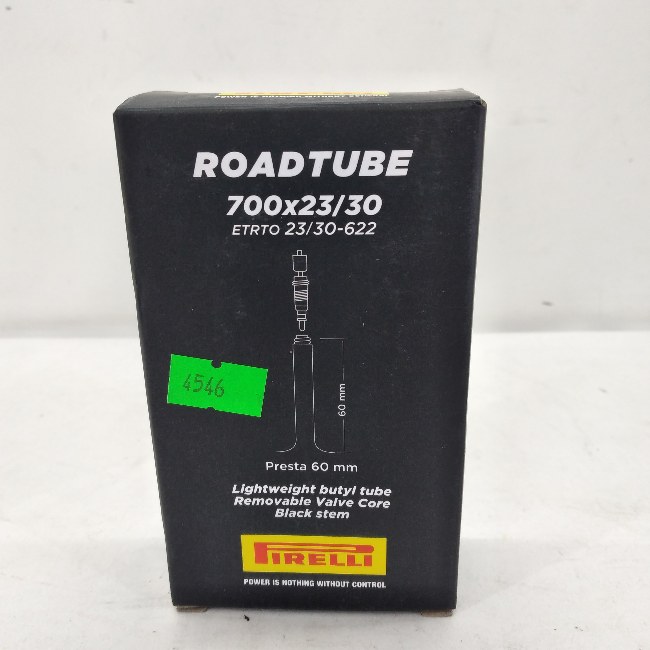 ROADTUBE
700x23/30
ETRTO 23/30-622
4546
60 mm
Presta 60 mm
Lightweight butyl tube
Removable Valve Core
Black stem
PIRELLI
POWER IS NOTHING WITHOUT CONTROL